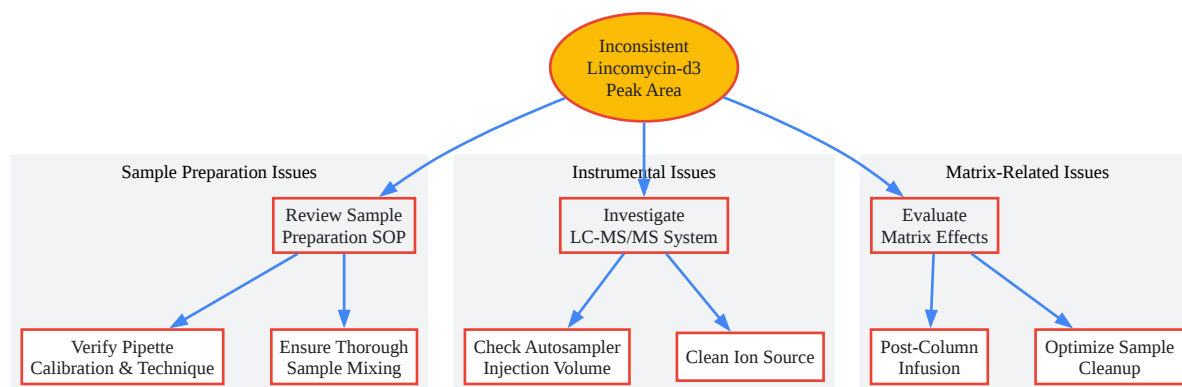 Inconsistent
Lincomycin-d3
Peak Area
Sample Preparation Issues
Instrumental Issues
Matrix-Related Issues
Review Sample
Preparation SOP
Investigate
LC-MS/MS System
Evaluate
Matrix Effects
Verify Pipette
Calibration & Technique
Ensure Thorough
Sample Mixing
Check Autosampler
Injection Volume
Clean Ion Source
Post-Column
Infusion
Optimize Sample
Cleanup